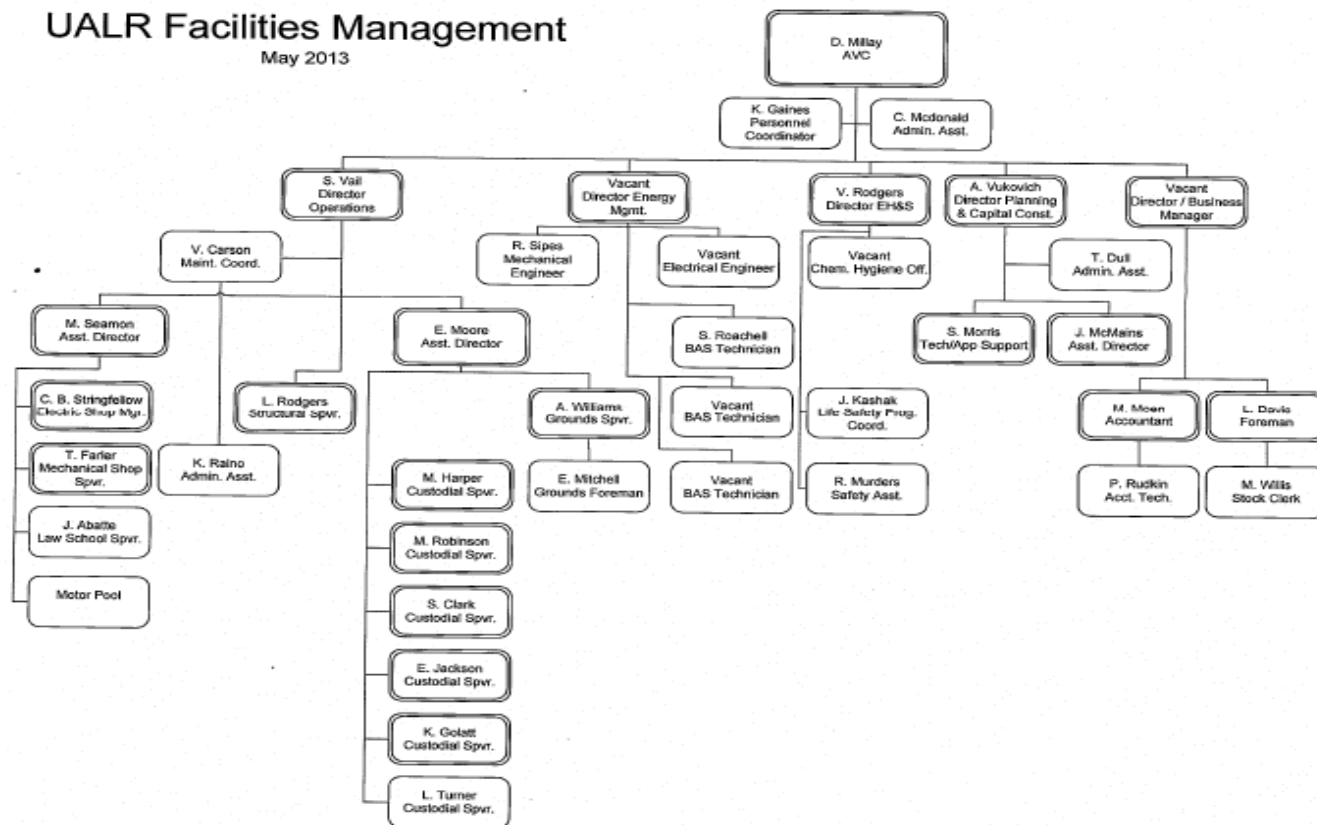 UALR Facilities Management
May 2013
D. Millay
AVC
K. Gaines
Personnel
Coordinator
C. Mcdonald
Admin. Asst.
S. Vail
Director
Operations
Vacant
Director Energy
Mgmt.
V. Rodgers
Director EH&S
A. Vukovich
Director Planning
& Capital Const.
Vacant
Director / Business
Manager
V. Carson
Maint. Coord.
R. Sipes
Mechanical
Engineer
Vacant
Electrical Engineer
Vacant
Chem. Hygiene Off.
T. Dull
Admin. Asst.
M. Seamon
Asst. Director
E. Moore
Asst. Director
S. Roachell
BAS Technician
S. Morris
Tech/App Support
J. McMains
Asst. Director
C. B. Stringfellow
Electric Shop Mgr.
L. Rodgers
Structural Spvr.
A. Williams
Grounds Spvr.
Vacant
BAS Technician
J. Kashak
Life Safety Prog.
Coord.
M. Moen
Accountant
L. Davis
Foreman
T. Farler
Mechanical Shop
Spvr.
K. Raino
Admin. Asst.
M. Harper
Custodial Spvr.
E. Mitchell
Grounds Foreman
Vacant
BAS Technician
R. Murders
Safety Asst.
P. Rudkin
Acct. Tech.
M. Willis
Stock Clerk
J. Abatte
Law School Spvr.
M. Robinson
Custodial Spvr.
Motor Pool
S. Clark
Custodial Spvr.
E. Jackson
Custodial Spvr.
K. Golatt
Custodial Spvr.
L. Turner
Custodial Spvr.